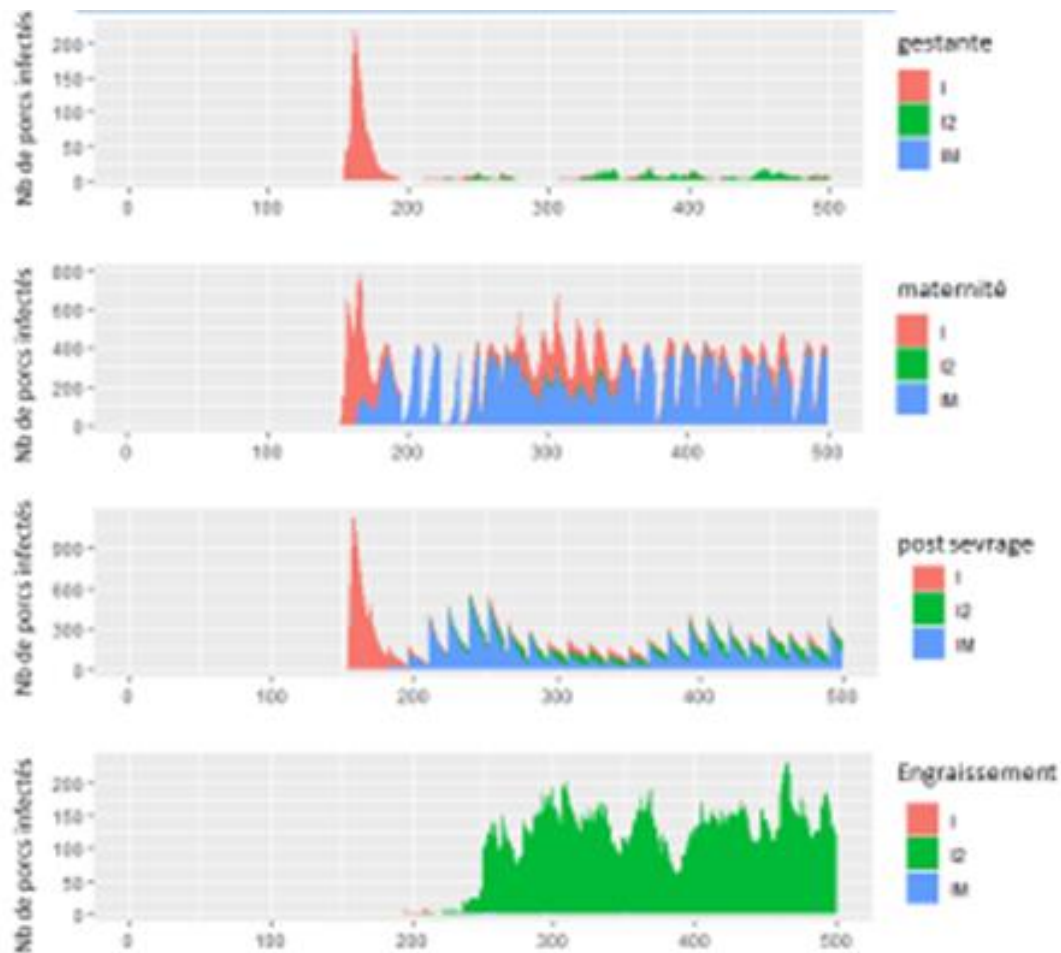 Nb de porcs infectés
200
150
100
50
0
0 100 200 300 400 500
gestante
I
I2
IM
Nb de porcs infectés
800
600
400
200
0
0 100 200 300 400 500
maternité
I
I2
IM
Nb de porcs infectés
900
600
300
0
0 100 200 300 400 500
post sevrage
I
I2
IM
Nb de porcs infectés
200
150
100
50
0
0 100 200 300 400 500
Engraissement
I
I2
IM